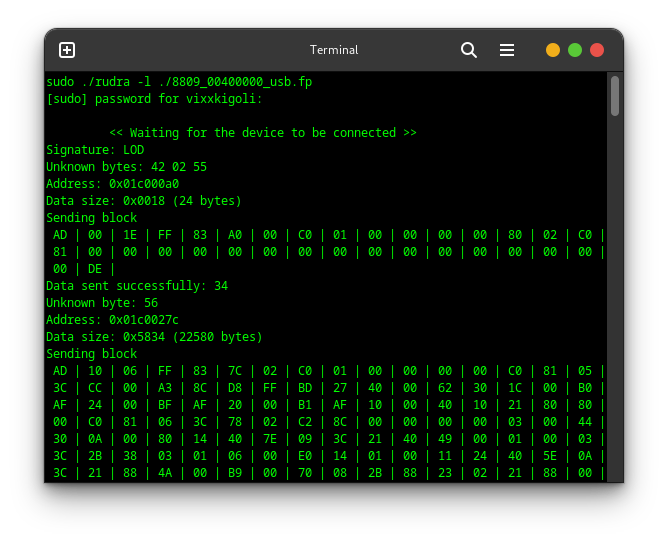 Terminal
sudo ./rudra -l ./8809_00400000_usb.fp
[sudo] password for vixxkigoli:
<< Waiting for the device to be connected >>
Signature: LOD
Unknown bytes: 42 02 55
Address: 0x01c000a0
Data size: 0x0018 (24 bytes)
Sending block
AD | 00 | 1E | FF | 83 | A0 | 00 | C0 | 01 | 00 | 00 | 00 | 00 | 80 | 02 | C0 |
81 | 00 | 00 | 00 | 00 | 00 | 00 | 00 | 00 | 00 | 00 | 00 | 00 | 00 | 00 | 00 |
00 | DE |
Data sent successfully: 34
Unknown byte: 56
Address: 0x01c0027c
Data size: 0x5834 (22580 bytes)
Sending block
AD | 10 | 06 | FF | 83 | 7C | 02 | C0 | 01 | 00 | 00 | 00 | 00 | C0 | 81 | 05 |
3C | CC | 00 | A3 | 8C | D8 | FF | BD | 27 | 40 | 00 | 62 | 30 | 1C | 00 | B0 |
AF | 24 | 00 | BF | AF | 20 | 00 | B1 | AF | 10 | 00 | 40 | 10 | 21 | 80 | 80 |
00 | C0 | 81 | 06 | 3C | 78 | 02 | C2 | 8C | 00 | 00 | 00 | 00 | 03 | 00 | 44 |
30 | 0A | 00 | 80 | 14 | 40 | 7E | 09 | 3C | 21 | 40 | 49 | 00 | 01 | 00 | 03 |
3C | 2B | 38 | 03 | 01 | 06 | 00 | E0 | 14 | 01 | 00 | 11 | 24 | 40 | 5E | 0A |
3C | 21 | 88 | 4A | 00 | B9 | 00 | 70 | 08 | 2B | 88 | 23 | 02 | 21 | 88 | 00 |